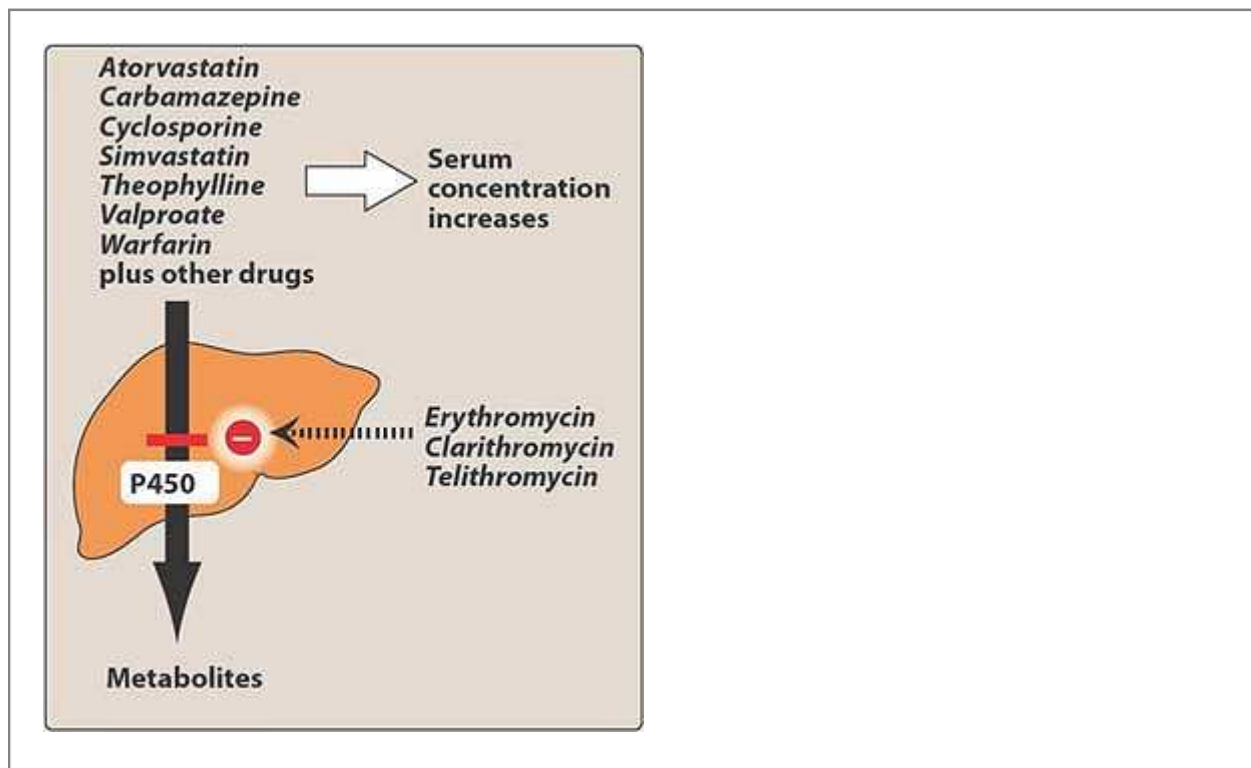 Atorvastatin
Carbamazepine
Cyclosporine
Simvastatin
Theophylline
Valproate
Warfarin
plus other drugs
Serum
concentration
increases
Erythromycin
Clarithromycin
Telithromycin
P450
Metabolites